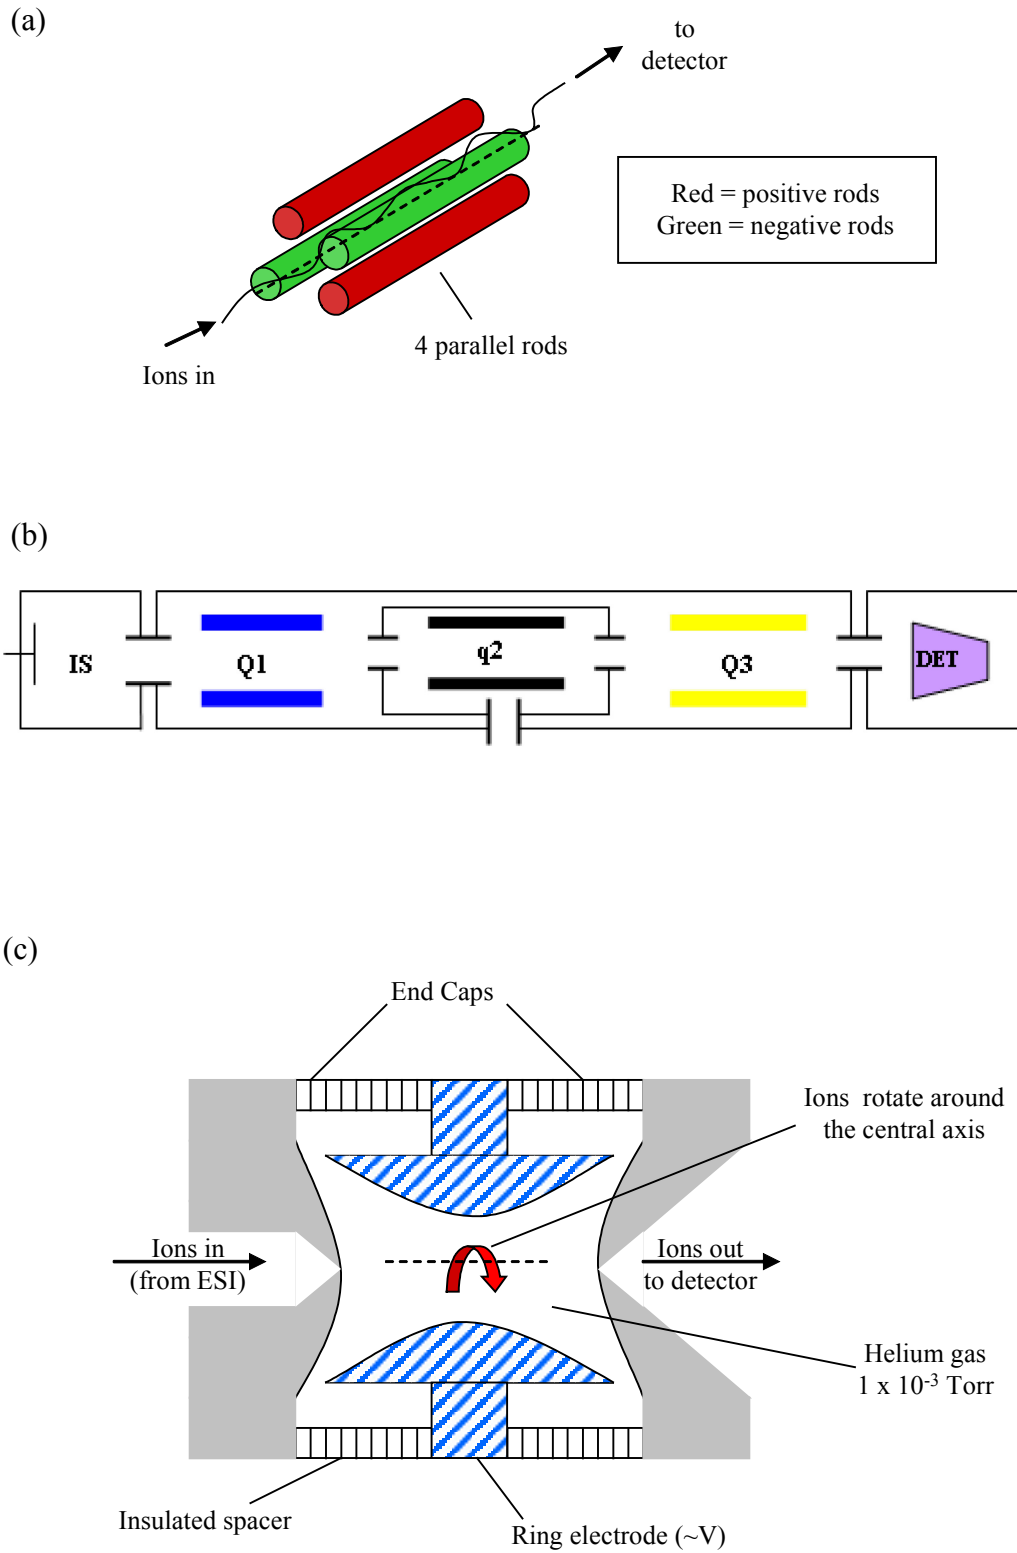 (a)
to
detector
Red = positive rods
Green = negative rods
4 parallel rods
Ions in
(b)
IS
Q1
q2
Q3
DET
(c)
End Caps
Ions rotate around
the central axis
Ions in
(from ESI)
Ions out
to detector
Helium gas
1 x 10⁻³ Torr
Insulated spacer
Ring electrode (~V)